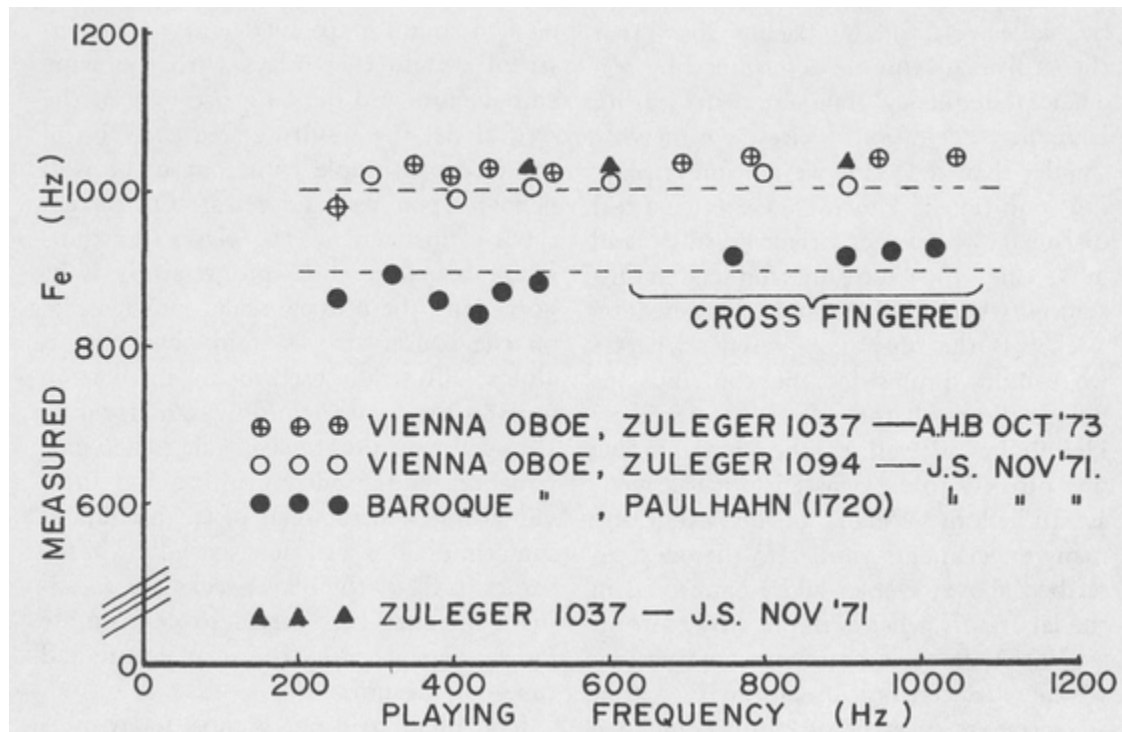 1200
1000
800
600
0
MEASURED Fe (Hz)
CROSS FINGERED
⊕ ⊕ ⊕ VIENNA OBOE, ZULEGER 1037 — A.H.B OCT '73
○ ○ ○ VIENNA OBOE, ZULEGER 1094 — J.S. NOV '71.
● ● ● BAROQUE " PAULHAHN (1720) " " "
▲ ▲ ▲ ZULEGER 1037 — J.S. NOV '71
0 200 400 600 800 1000 1200
PLAYING FREQUENCY (Hz)